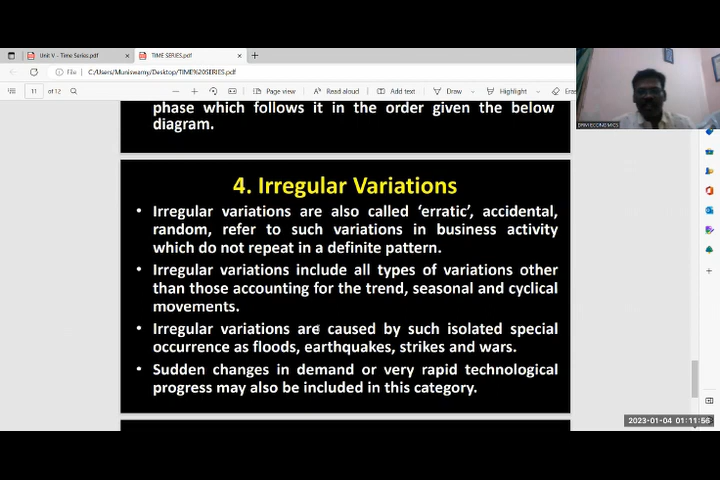 Unit V - Time Series.pdf
TIME SERIES.pdf
File
C:/Users/Muniswamy/Desktop/TIME%20SERIES.pdf
11 of 12
Page view
Read aloud
Add text
Draw
Highlight
phase which follows it in the order given the below
diagram.
4. Irregular Variations
• Irregular variations are also called ‘erratic’, accidental,
random, refer to such variations in business activity
which do not repeat in a definite pattern.
• Irregular variations include all types of variations other
than those accounting for the trend, seasonal and cyclical
movements.
• Irregular variations are caused by such isolated special
occurrence as floods, earthquakes, strikes and wars.
• Sudden changes in demand or very rapid technological
progress may also be included in this category.
2023-01-04 01:11:56